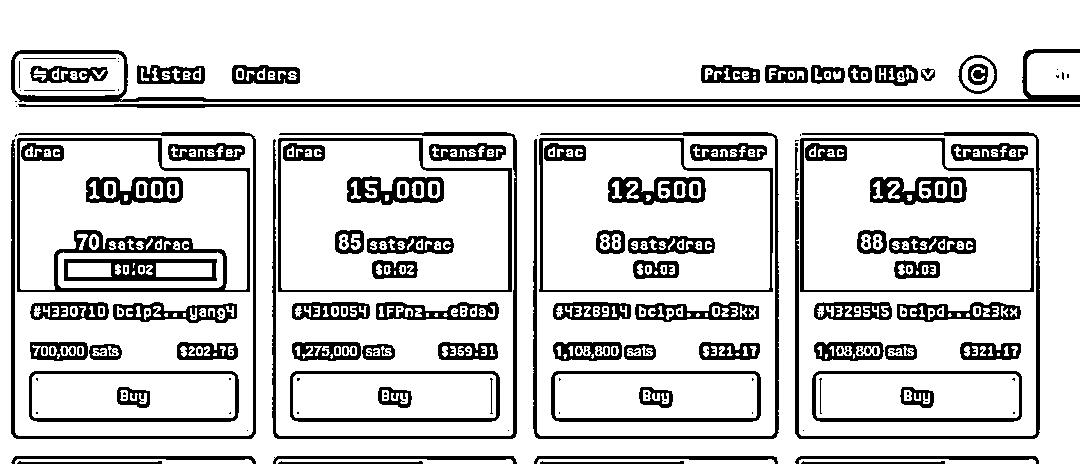 ⇋ drac
Listed
Orders
Price: From Low to High
drac transfer
10,000
70 sats/drac
$0.02
#4330710 bc1p2...yang4
700,000 sats $202.76
Buy
drac transfer
15,000
85 sats/drac
$0.02
#4310054 1FPnz...e8daJ
1,275,000 sats $369.31
Buy
drac transfer
12,600
88 sats/drac
$0.03
#4328914 bc1pd...0z3kx
1,108,800 sats $321.17
Buy
drac transfer
12,600
88 sats/drac
$0.03
#4329545 bc1pd...0z3kx
1,108,800 sats $321.17
Buy